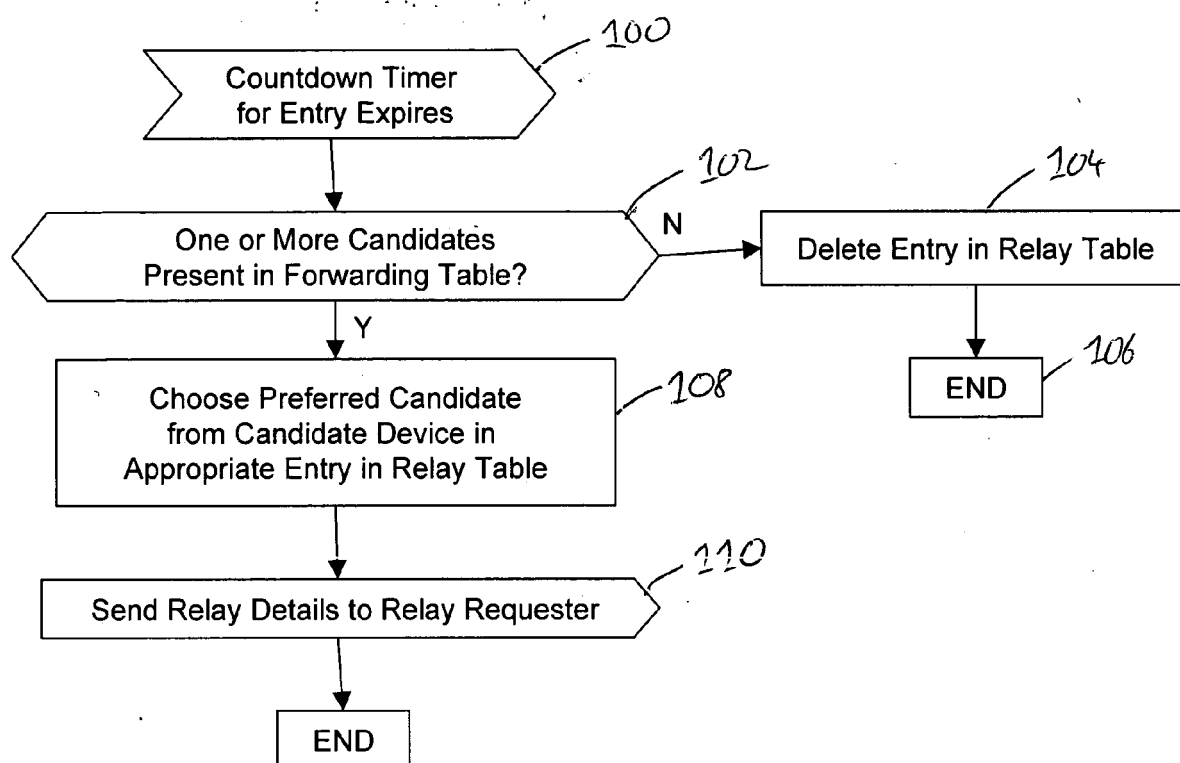 100
Countdown Timer
for Entry Expires
102
104
One or More Candidates
Present in Forwarding Table?
N
Delete Entry in Relay Table
Y
106
END
108
Choose Preferred Candidate
from Candidate Device in
Appropriate Entry in Relay Table
110
Send Relay Details to Relay Requester
END